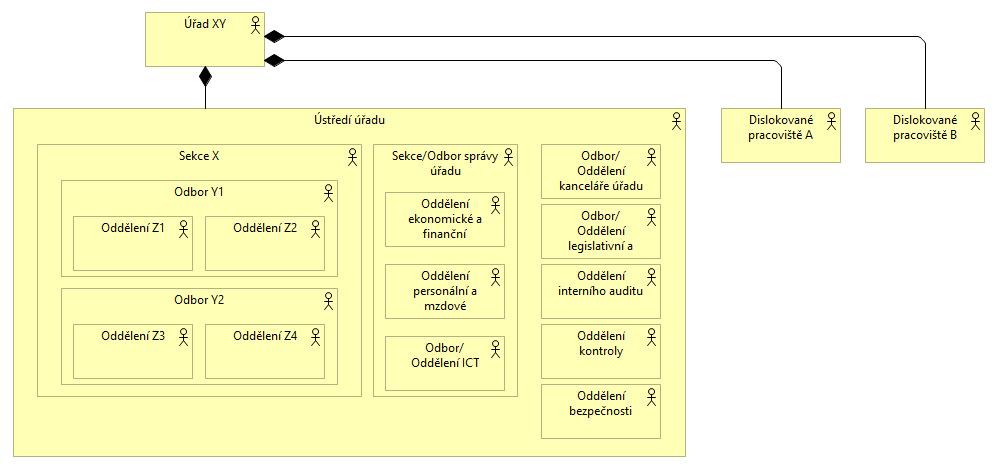 Úřad XY
Ústředí úřadu
Dislokované
pracoviště A
Dislokované
pracoviště B
Sekce X
Odbor Y1
Oddělení Z1
Oddělení Z2
Odbor Y2
Oddělení Z3
Oddělení Z4
Sekce/Odbor správy
úřadu
Oddělení
ekonomické a
finanční
Oddělení
personální a
mzdové
Odbor/
Oddělení ICT
Odbor/
Oddělení
kanceláře úřadu
Odbor/
Oddělení
legislativní a
Oddělení
interního auditu
Oddělení
kontroly
Oddělení
bezpečnosti